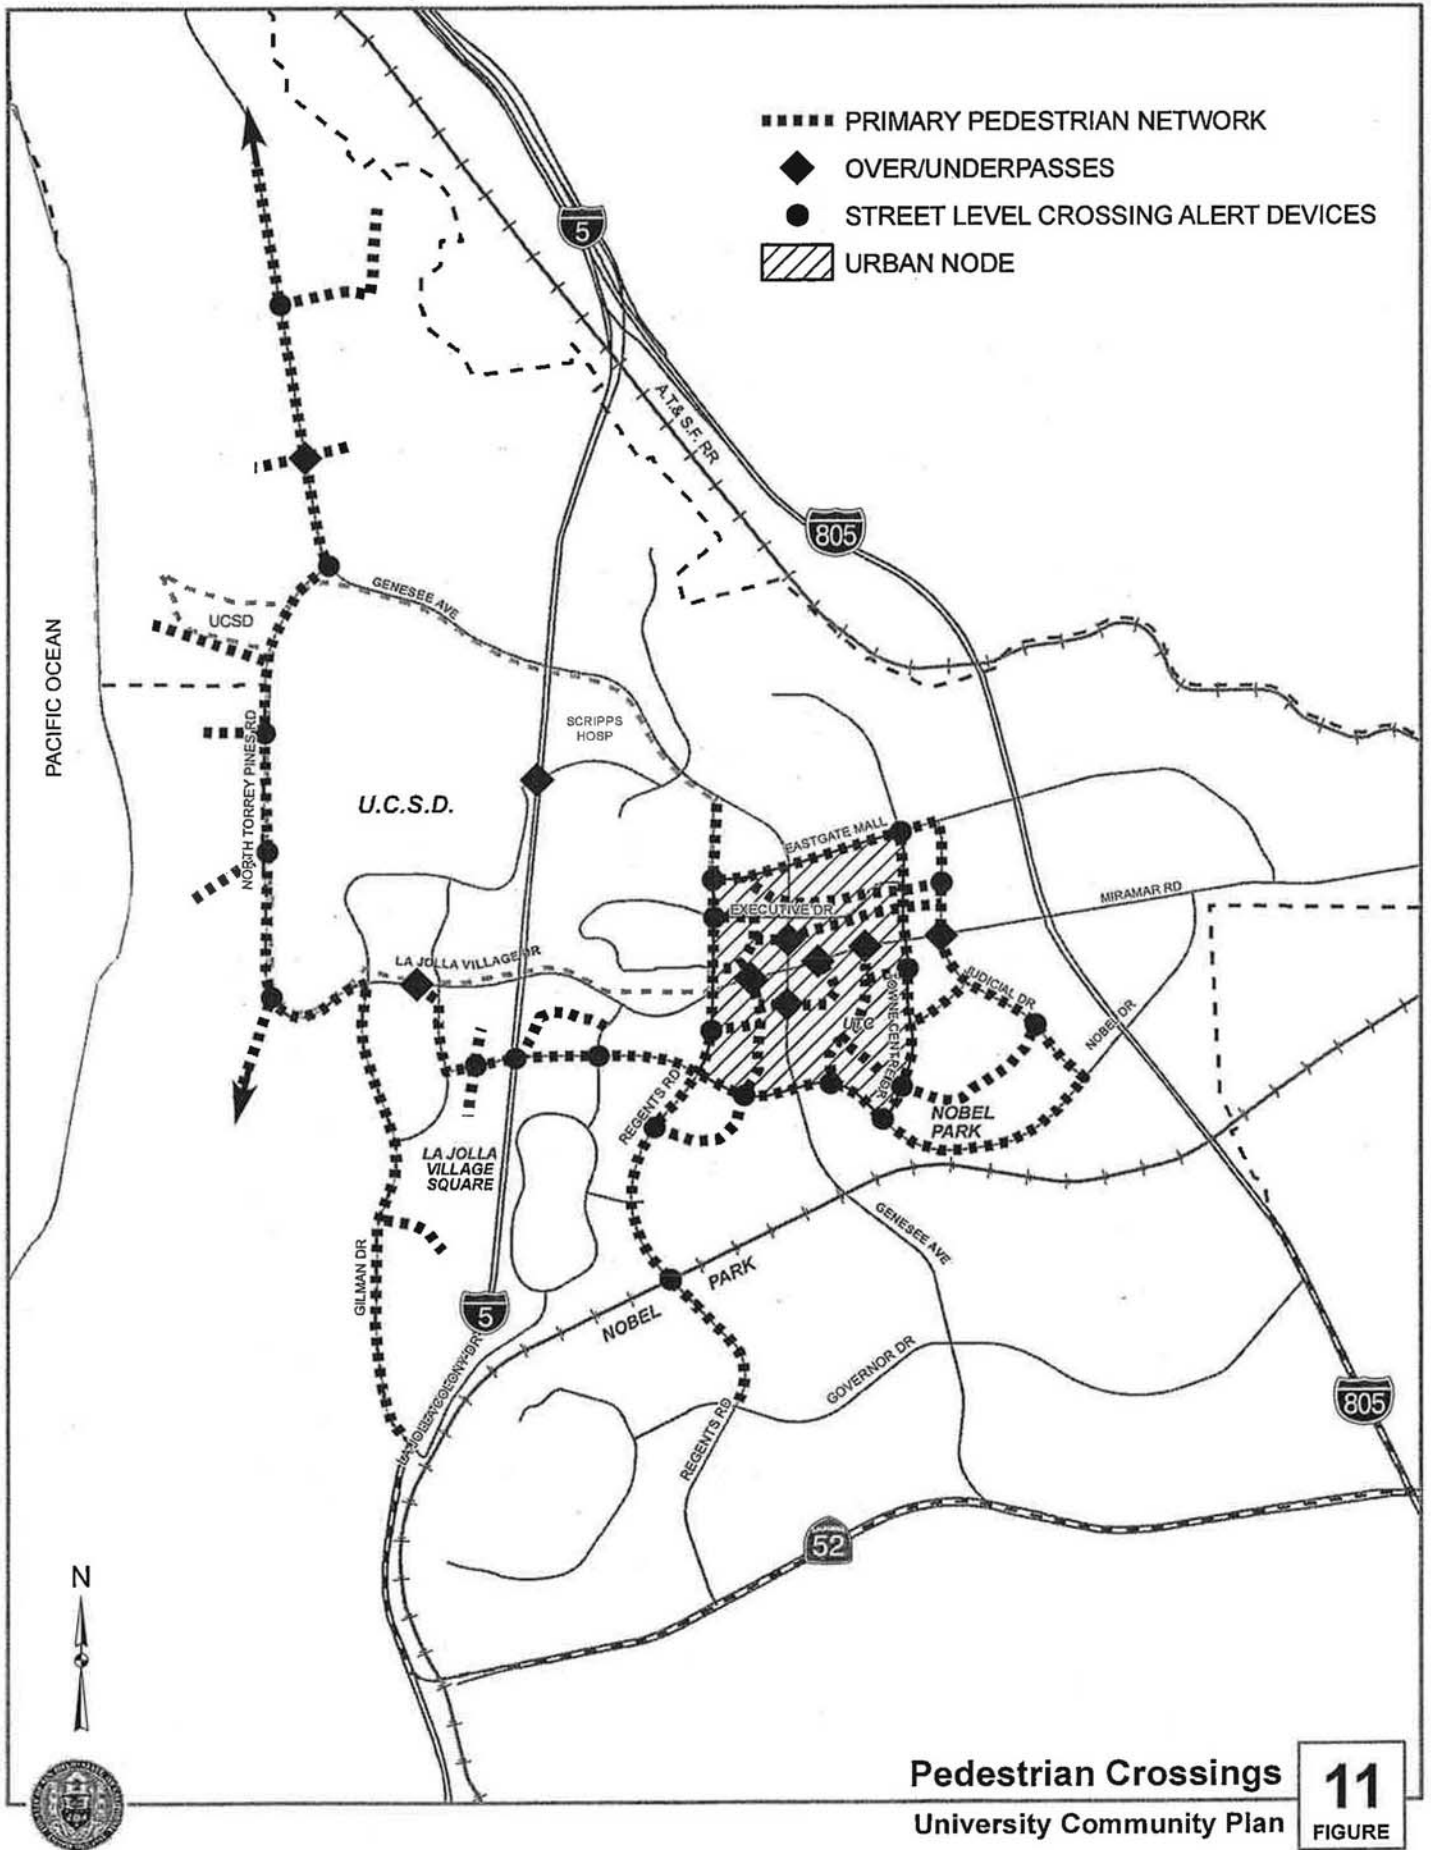 PRIMARY PEDESTRIAN NETWORK
OVER/UNDERPASSES
STREET LEVEL CROSSING ALERT DEVICES
URBAN NODE
5
A.T.& S.F. RR
805
GENESEE AVE
UCSD
PACIFIC OCEAN
NORTH TORREY PINES RD
SCRIPPS
HOSP
U.C.S.D.
EASTGATE MALL
EXECUTIVE DR
MIRAMAR RD
LA JOLLA VILLAGE DR
JUDICIAL DR
TOWNE CENTRE DR
UTC
NOBEL DR
REGENTS RD
NOBEL
PARK
LA JOLLA
VILLAGE
SQUARE
GENESEE AVE
GILMAN DR
PARK
NOBEL
5
LA JOLLA COLONY DR
GOVERNOR DR
REGENTS RD
805
52
N
Pedestrian Crossings
University Community Plan
11
FIGURE